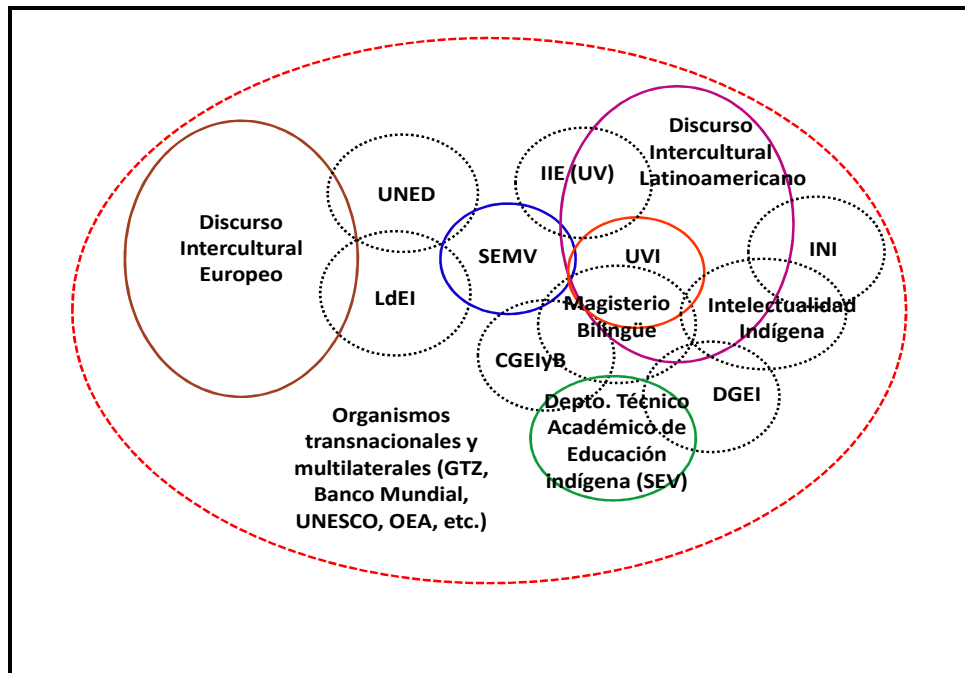 Discurso
Intercultural
Europeo
UNED
LdEI
SEMV
IIE (UV)
Discurso
Intercultural
Latinoamericano
UVI
INI
Magisterio
Bilingüe
Intelectualidad
Indígena
CGEIyB
DGEI
Depto. Técnico
Académico de
Educación
indígena (SEV)
Organismos
transnacionales y
multilaterales (GTZ,
Banco Mundial,
UNESCO, OEA, etc.)